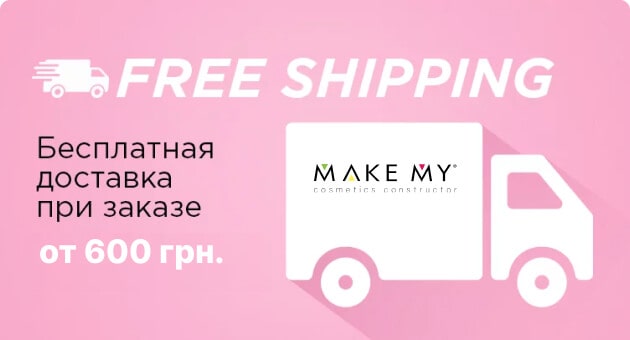 FREE SHIPPING
Бесплатная
доставка
при заказе
от 600 грн.
MAKE MY®
cosmetics constructor